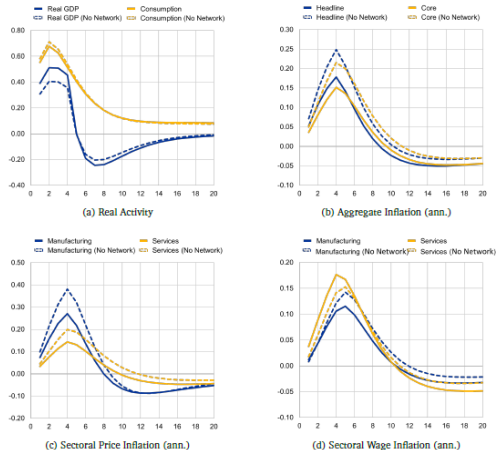 Real GDP
Consumption
Real GDP (No Network)
Consumption (No Network)
0.80
0.60
0.40
0.20
0.00
-0.20
-0.40
0 2 4 6 8 10 12 14 16 18 20
(a) Real Activity
Headline
Core
Headline (No Network)
Core (No Network)
0.30
0.25
0.20
0.15
0.10
0.05
0.00
-0.05
-0.10
0 2 4 6 8 10 12 14 16 18 20
(b) Aggregate Inflation (ann.)
Manufacturing
Services
Manufacturing (No Network)
Services (No Network)
0.50
0.40
0.30
0.20
0.10
0.00
-0.10
-0.20
0 2 4 6 8 10 12 14 16 18 20
(c) Sectoral Price Inflation (ann.)
Manufacturing
Services
Manufacturing (No Network)
Services (No Network)
0.20
0.15
0.10
0.05
0.00
-0.05
-0.10
0 2 4 6 8 10 12 14 16 18 20
(d) Sectoral Wage Inflation (ann.)